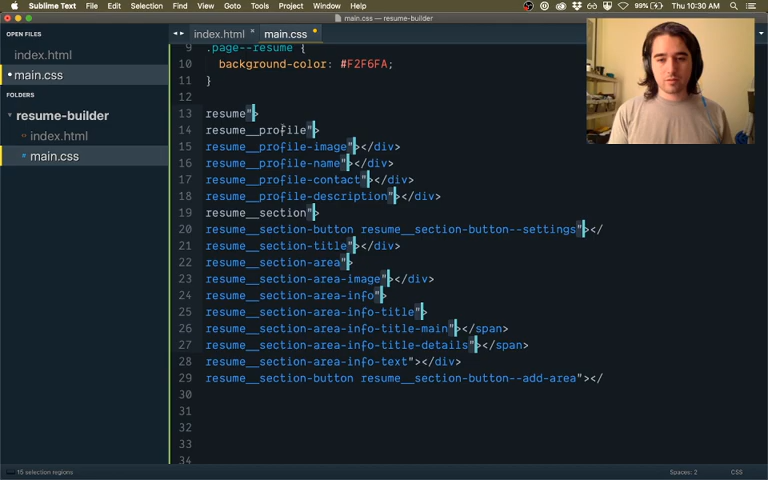 Sublime Text File Edit Selection Find View Goto Tools Project Window Help 99% Thu 10:30 AM
main.css — resume-builder
OPEN FILES
index.html
main.css
FOLDERS
resume-builder
index.html
main.css
index.html main.css
9 .page--resume {
10 background-color: #F2F6FA;
11 }
12
13 resume">
14 resume__profile">
15 resume__profile-image"></div>
16 resume__profile-name"></div>
17 resume__profile-contact"></div>
18 resume__profile-description"></div>
19 resume__section">
20 resume__section-button resume__section-button--settings"></
21 resume__section-title"></div>
22 resume__section-area">
23 resume__section-area-image"></div>
24 resume__section-area-info">
25 resume__section-area-info-title">
26 resume__section-area-info-title-main"></span>
27 resume__section-area-info-title-details"></span>
28 resume__section-area-info-text"></div>
29 resume__section-button resume__section-button--add-area"></
30
31
32
33
34
15 selection regions Spaces: 2 CSS